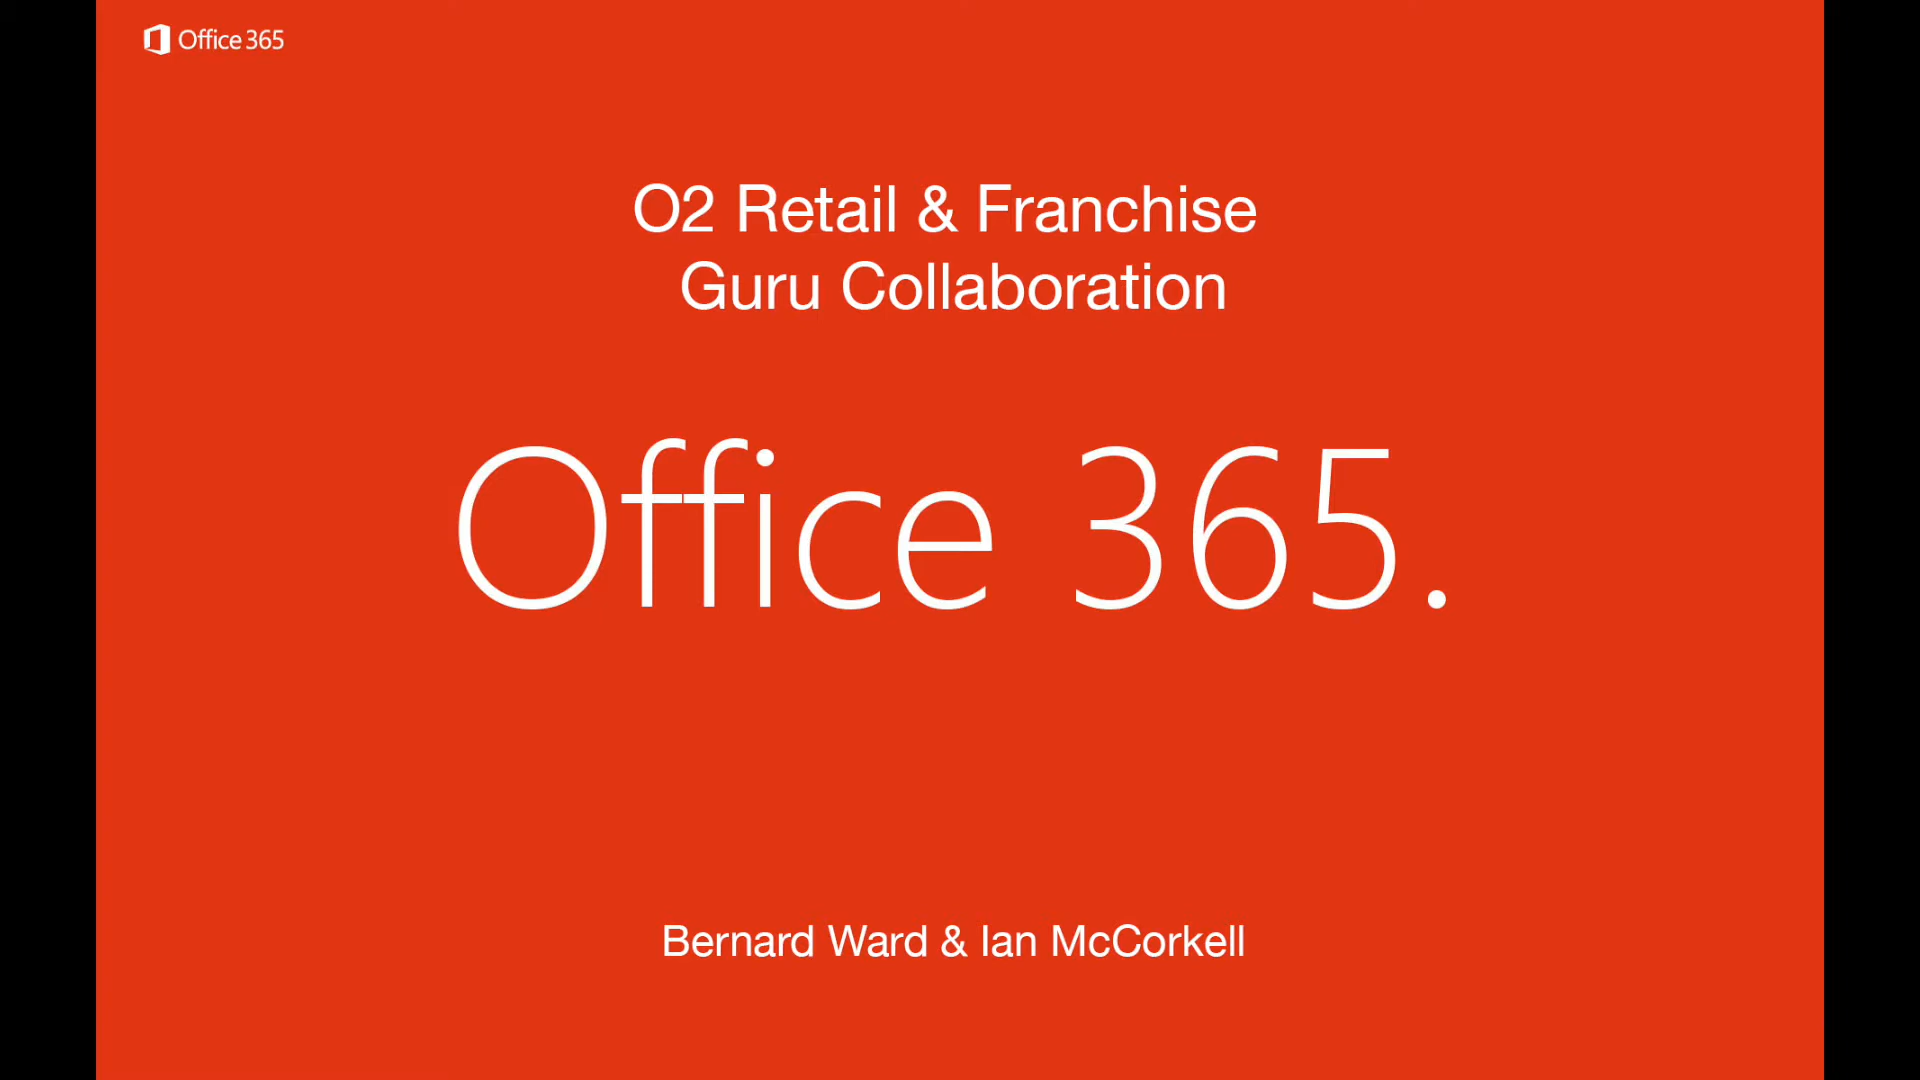 Office 365
O2 Retail & Franchise
Guru Collaboration
Office 365.
Bernard Ward & Ian McCorkell